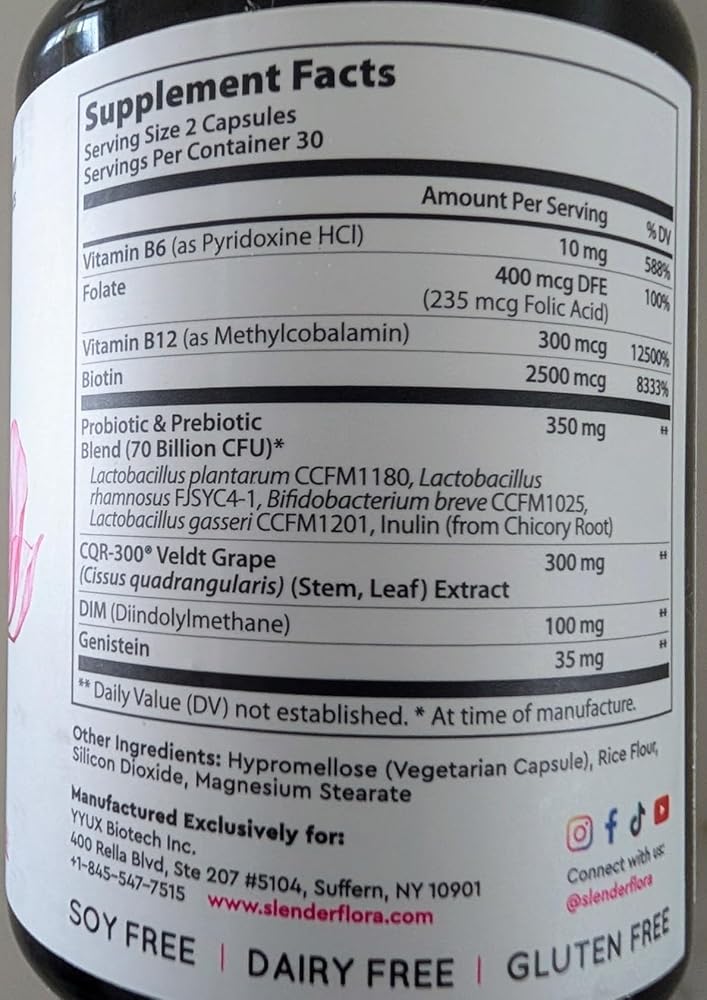 Supplement Facts
Serving Size 2 Capsules
Servings Per Container 30
Amount Per Serving % DV
Vitamin B6 (as Pyridoxine HCl) 10 mg 588%
Folate 400 mcg DFE 100%
(235 mcg Folic Acid)
Vitamin B12 (as Methylcobalamin) 300 mcg 12500%
Biotin 2500 mcg 8333%
Probiotic & Prebiotic 350 mg **
Blend (70 Billion CFU)*
Lactobacillus plantarum CCFM1180, Lactobacillus
rhamnosus FJSYC4-1, Bifidobacterium breve CCFM1025,
Lactobacillus gasseri CCFM1201, Inulin (from Chicory Root)
CQR-300® Veldt Grape 300 mg **
(Cissus quadrangularis) (Stem, Leaf) Extract
DIM (Diindolylmethane) 100 mg **
Genistein 35 mg **
** Daily Value (DV) not established. * At time of manufacture.
Other Ingredients: Hypromellose (Vegetarian Capsule), Rice Flour,
Silicon Dioxide, Magnesium Stearate
Manufactured Exclusively for:
YYUX Biotech Inc.
400 Rella Blvd, Ste 207 #5104, Suffern, NY 10901
+1-845-547-7515 www.slenderflora.com
Connect with us:
@slenderflora
SOY FREE | DAIRY FREE | GLUTEN FREE